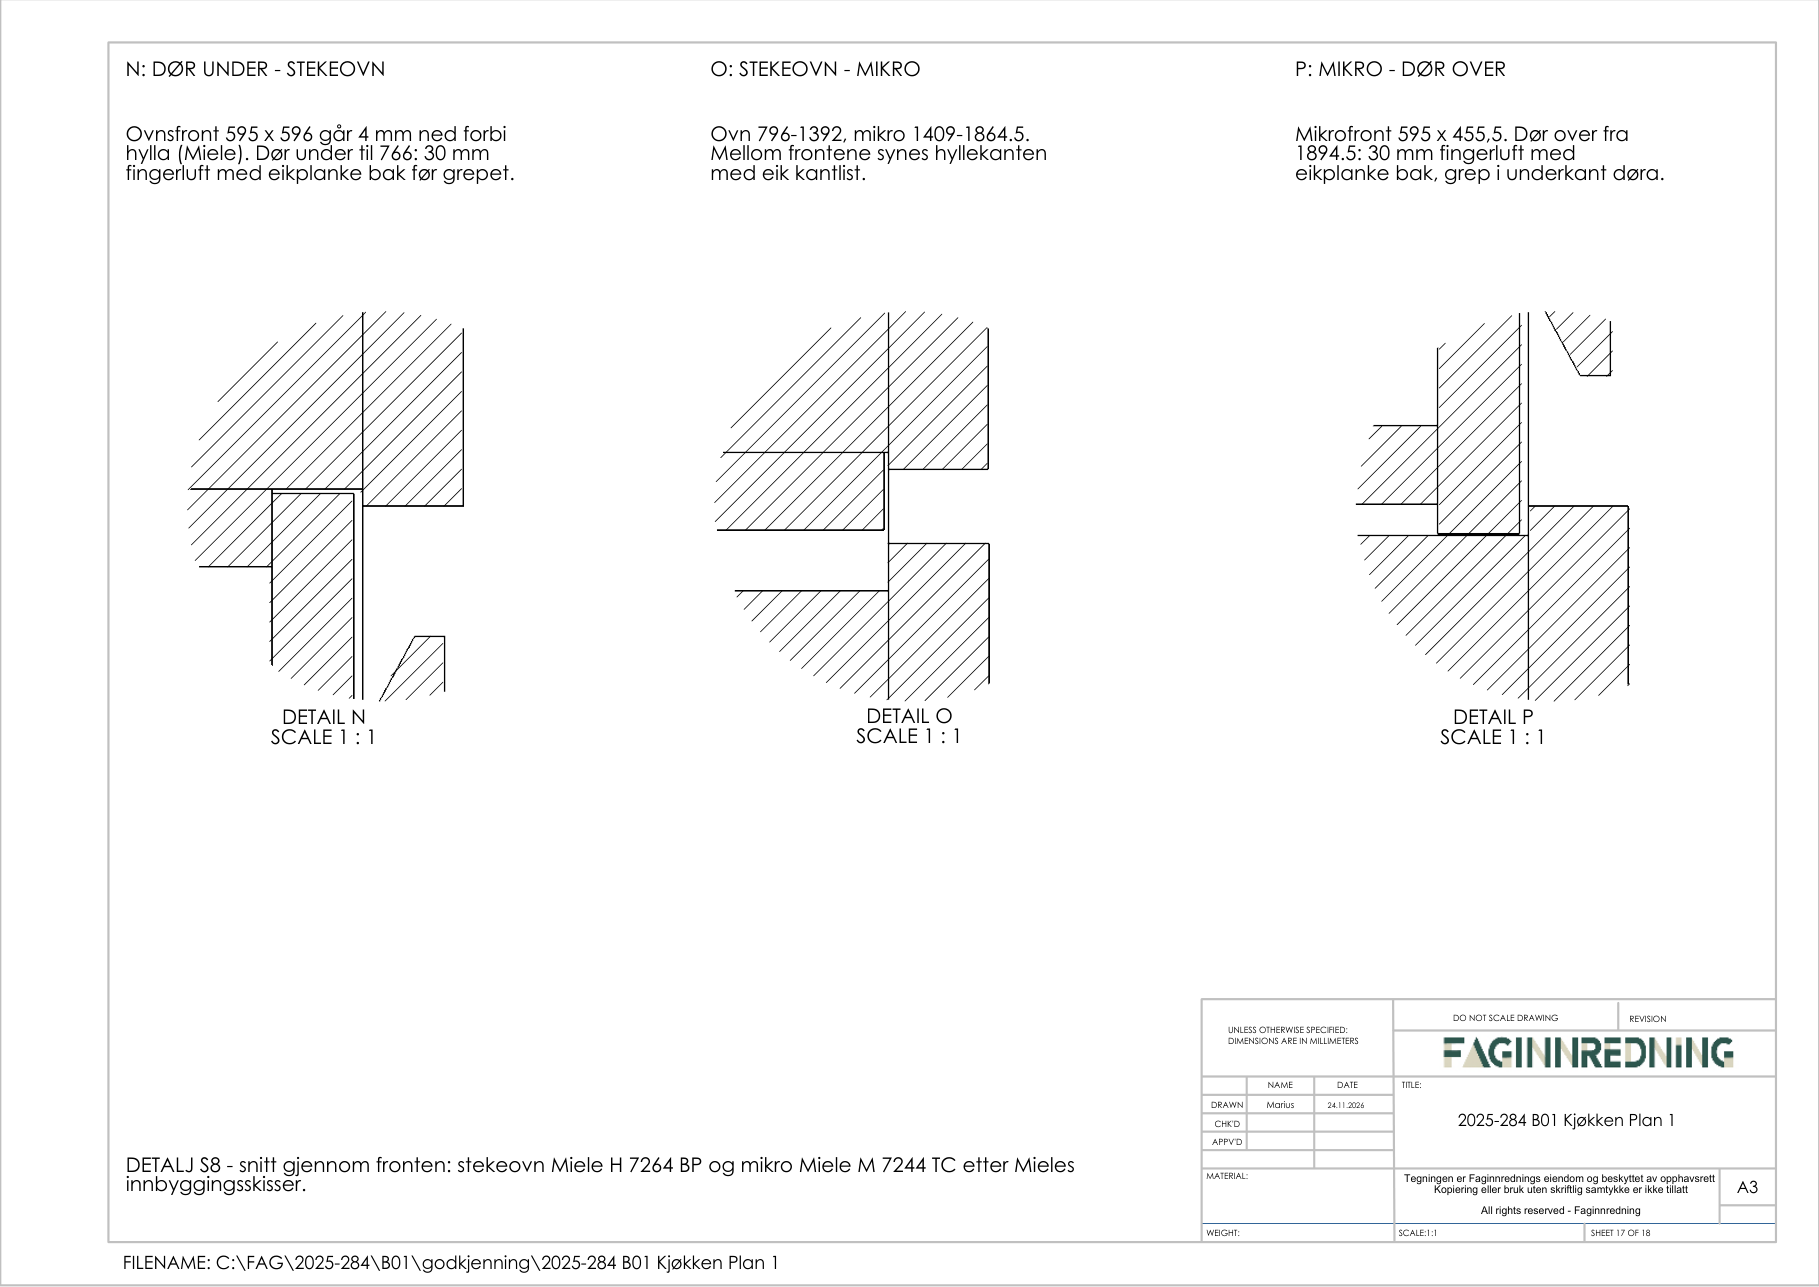 N: DØR UNDER - STEKEOVN
Ovnsfront 595 x 596 går 4 mm ned forbi
hylla (Miele). Dør under til 766: 30 mm
fingerluft med eikplanke bak før grepet.
O: STEKEOVN - MIKRO
Ovn 796-1392, mikro 1409-1864.5.
Mellom frontene synes hyllekanten
med eik kantlist.
P: MIKRO - DØR OVER
Mikrofront 595 x 455,5. Dør over fra
1894.5: 30 mm fingerluft med
eikplanke bak, grep i underkant døra.
DETAIL N
SCALE 1 : 1
DETAIL O
SCALE 1 : 1
DETAIL P
SCALE 1 : 1
DETALJ S8 - snitt gjennom fronten: stekeovn Miele H 7264 BP og mikro Miele M 7244 TC etter Mieles
innbyggingsskisser.
UNLESS OTHERWISE SPECIFIED:
DIMENSIONS ARE IN MILLIMETERS
DO NOT SCALE DRAWING
REVISION
FAGINNREDNING
NAME
DATE
DRAWN
Marius
24.11.2026
CHK'D
APPV'D
TITLE:
2025-284 B01 Kjøkken Plan 1
MATERIAL:
Tegningen er Faginnrednings eiendom og beskyttet av opphavsrett
Kopiering eller bruk uten skriftlig samtykke er ikke tillatt
All rights reserved - Faginnredning
A3
WEIGHT:
SCALE:1:1
SHEET 17 OF 18
FILENAME: C:\FAG\2025-284\B01\godkjenning\2025-284 B01 Kjøkken Plan 1